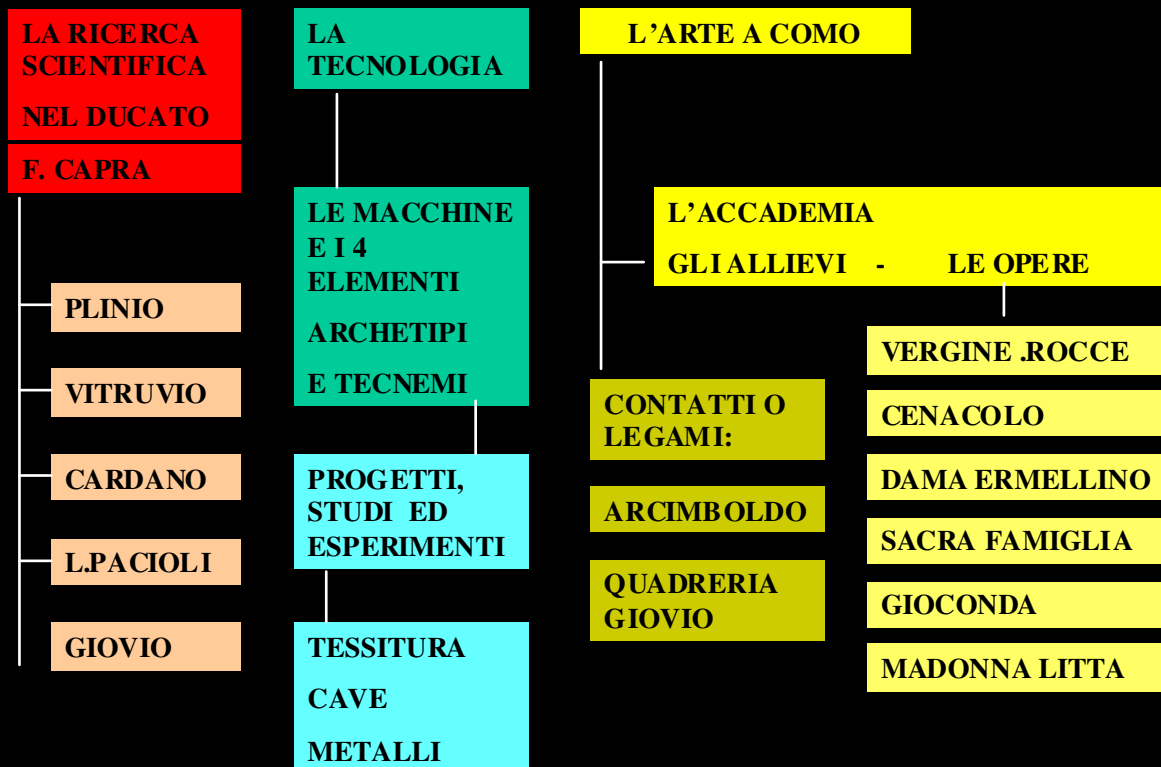 LA RICERCA
SCIENTIFICA
NEL DUCATO
F. CAPRA
PLINIO
VITRUVIO
CARDANO
L.PACIOLI
GIOVIO
LA
TECNOLOGIA
LE MACCHINE
E I 4
ELEMENTI
ARCHETIPI
E TECNEMI
PROGETTI,
STUDI ED
ESPERIMENTI
TESSITURA
CAVE
METALLI
L'ARTE A COMO
L'ACCADEMIA
GLI ALLIEVI - LE OPERE
CONTATTI O
LEGAMI:
ARCIMBOLDO
QUADRERIA
GIOVIO
VERGINE .ROCCE
CENACOLO
DAMA ERMELLINO
SACRA FAMIGLIA
GIOCONDA
MADONNA LITTA